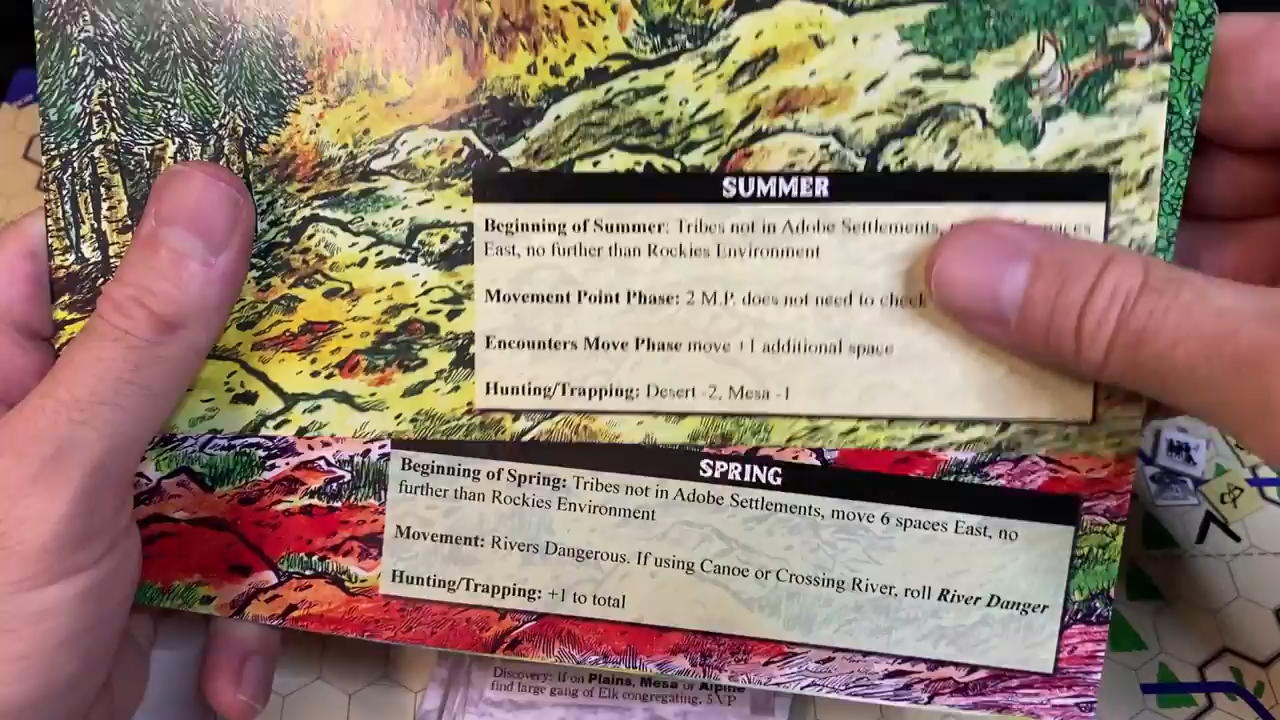 SUMMER
Beginning of Summer: Tribes not in Adobe Settlements,
East, no further than Rockies Environment
Movement Point Phase: 2 M.P. does not need to check
Encounters Move Phase move +1 additional space
Hunting/Trapping: Desert -2, Mesa -1
SPRING
Beginning of Spring: Tribes not in Adobe Settlements, move 6 spaces East, no
further than Rockies Environment
Movement: Rivers Dangerous. If using Canoe or Crossing River, roll River Danger
Hunting/Trapping: +1 to total
Discovery: If on Plains, Mesa or Alpine
find large gang of Elk congregating. 5 VP